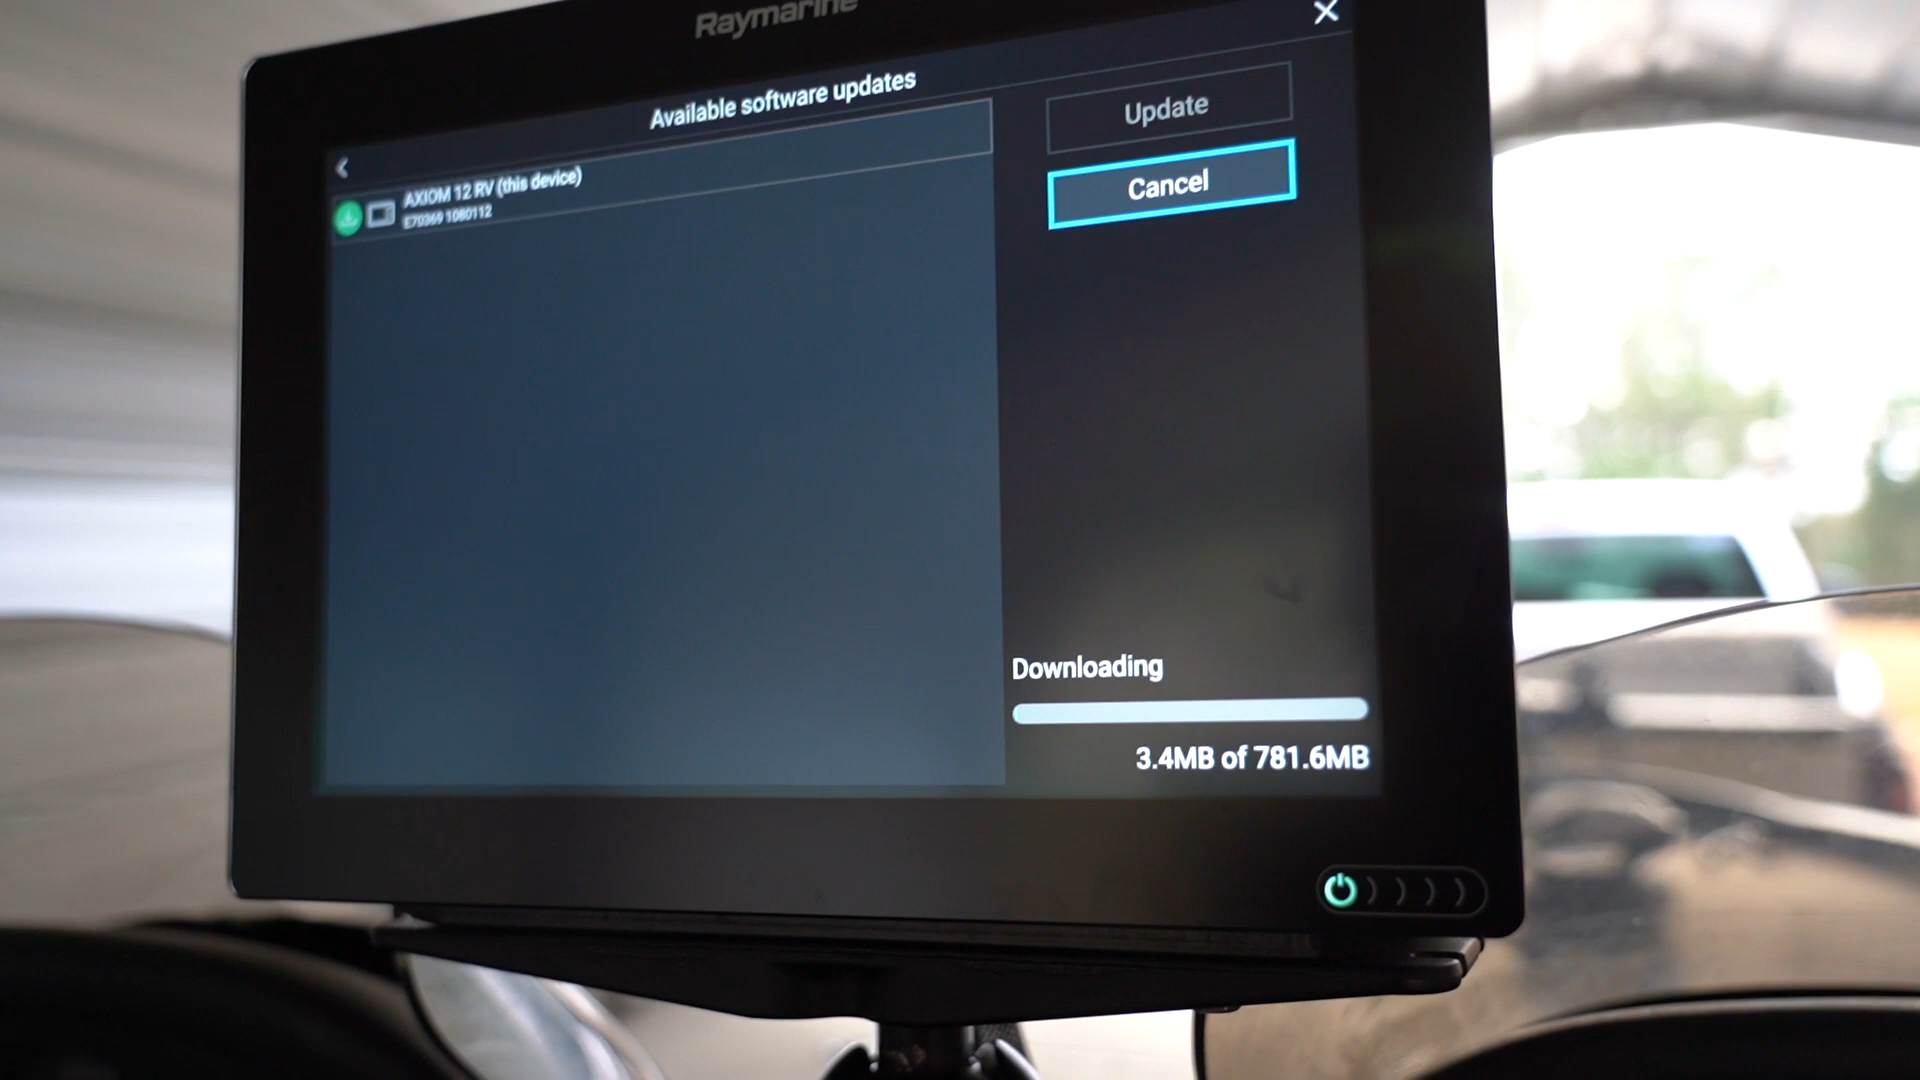 Raymarine
Available software updates
AXIOM 12 RV (this device)
E70369 1080112
Update
Cancel
Downloading
3.4MB of 781.6MB